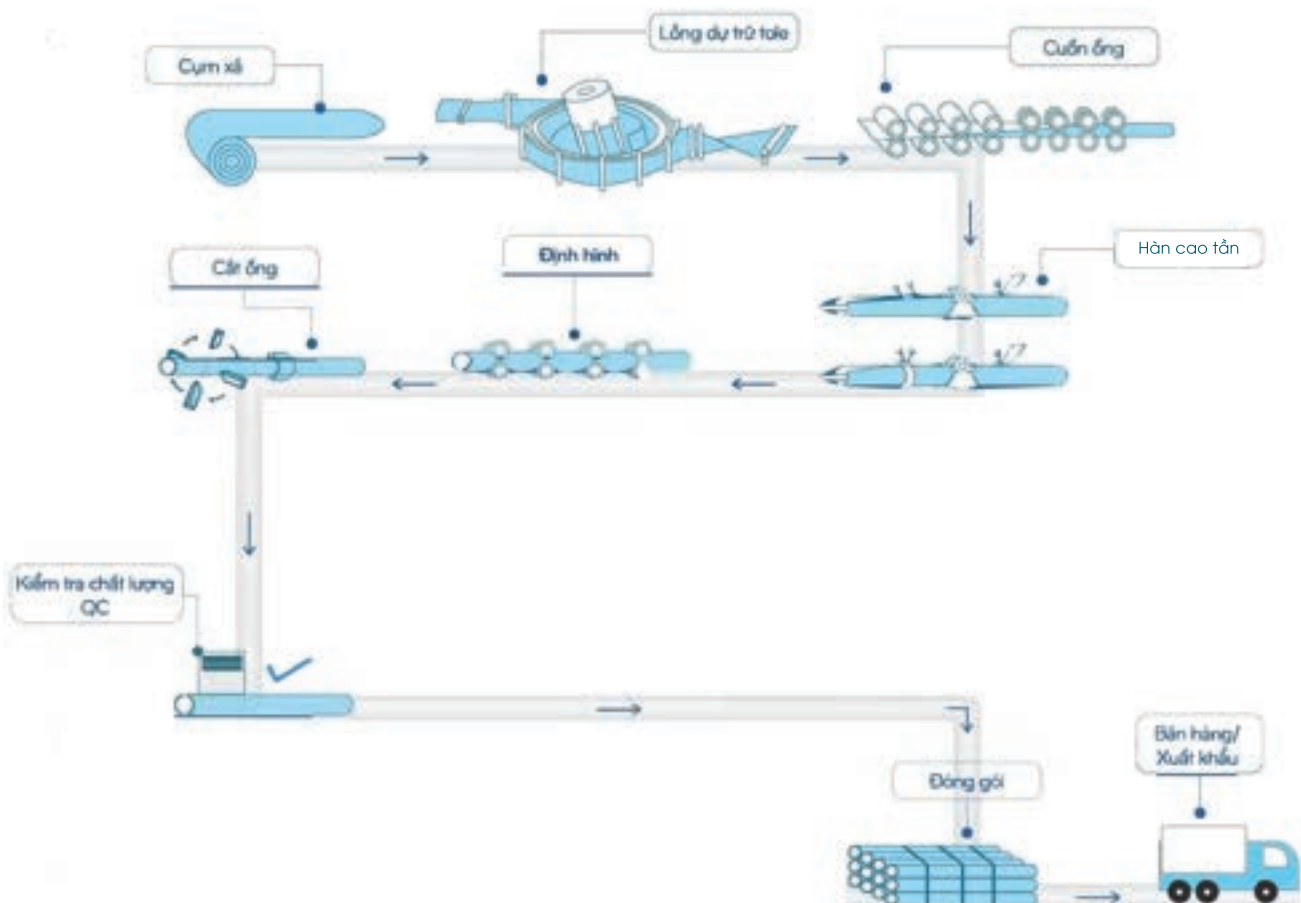 Cụm xả
Lồng dự trữ tole
Cuốn ống
Cắt ống
Định hình
Hàn cao tần
Kiểm tra chất lượng
QC
Đóng gói
Bán hàng/
Xuất khẩu